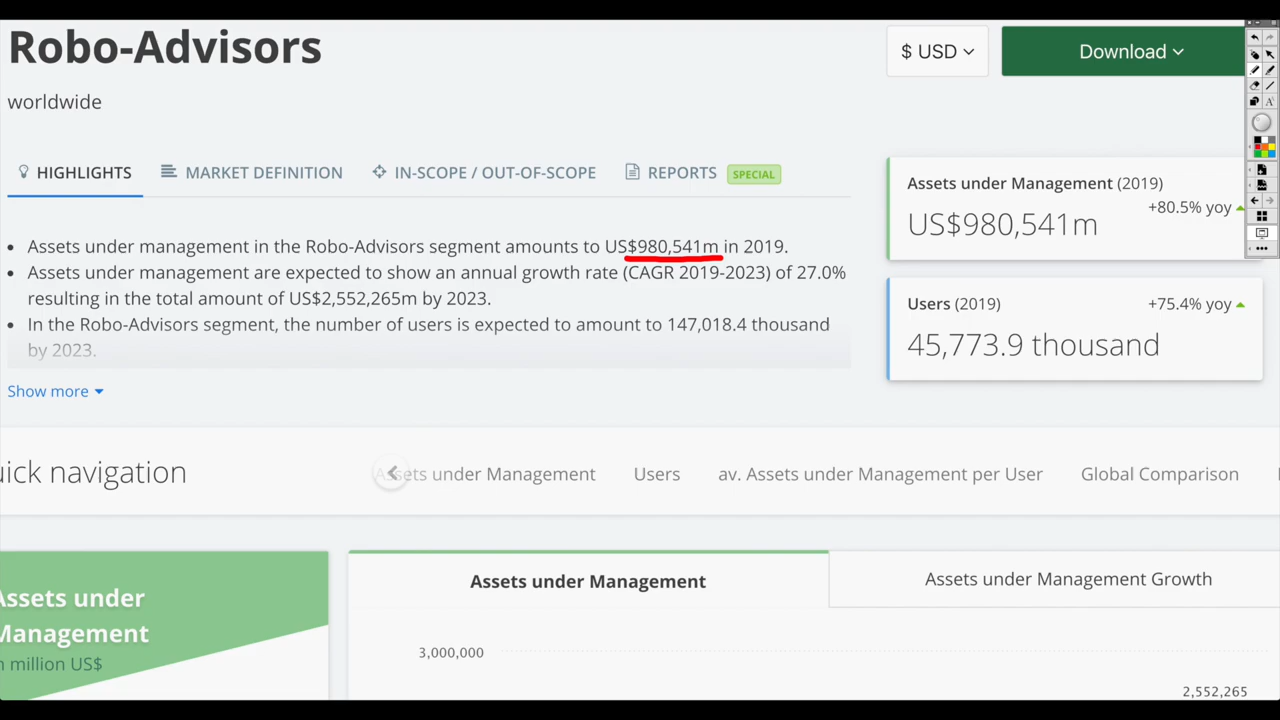 Robo-Advisors
$ USD
Download
worldwide
HIGHLIGHTS
MARKET DEFINITION
IN-SCOPE / OUT-OF-SCOPE
REPORTS
SPECIAL
Assets under management in the Robo-Advisors segment amounts to US$980,541m in 2019.
Assets under management are expected to show an annual growth rate (CAGR 2019-2023) of 27.0%
resulting in the total amount of US$2,552,265m by 2023.
In the Robo-Advisors segment, the number of users is expected to amount to 147,018.4 thousand
by 2023.
Show more
Assets under Management (2019)
+80.5% yoy
US$980,541m
Users (2019)
+75.4% yoy
45,773.9 thousand
uick navigation
Assets under Management
Users
av. Assets under Management per User
Global Comparison
Assets under
Management
n million US$
Assets under Management
Assets under Management Growth
3,000,000
2,552,265